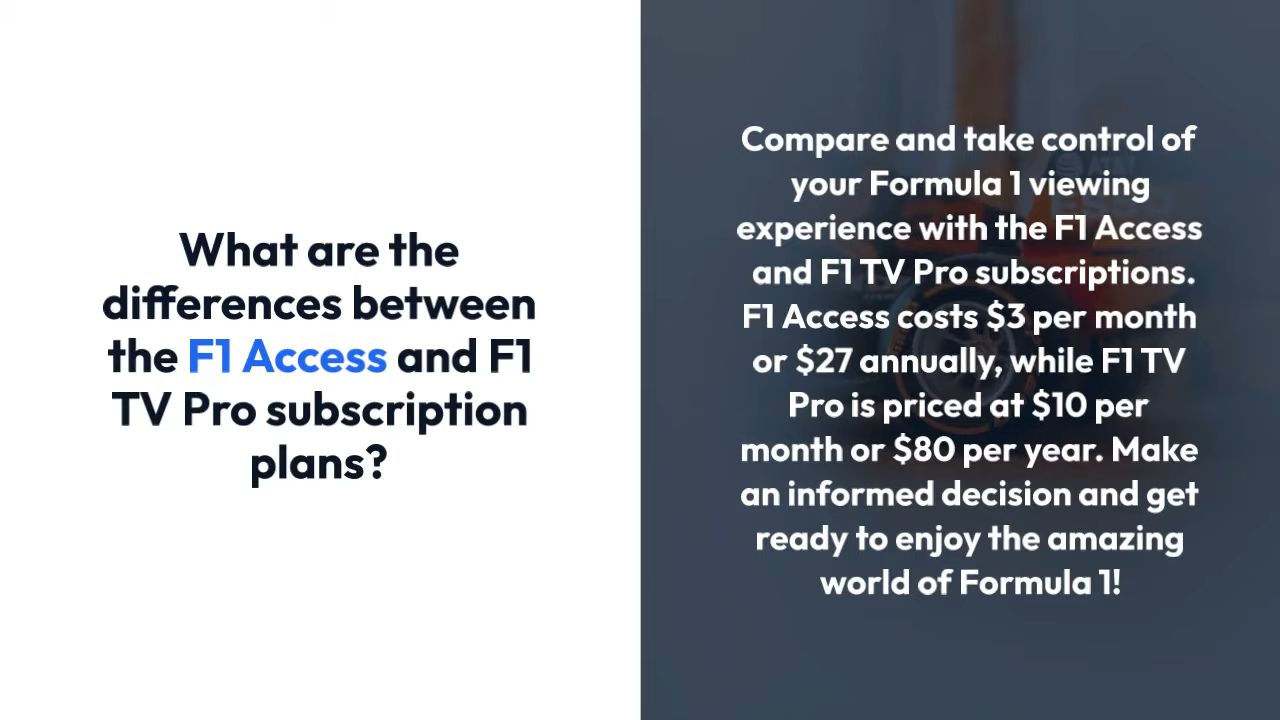 What are the
differences between
the F1 Access and F1
TV Pro subscription
plans?
Compare and take control of
your Formula 1 viewing
experience with the F1 Access
and F1 TV Pro subscriptions.
F1 Access costs $3 per month
or $27 annually, while F1 TV
Pro is priced at $10 per
month or $80 per year. Make
an informed decision and get
ready to enjoy the amazing
world of Formula 1!